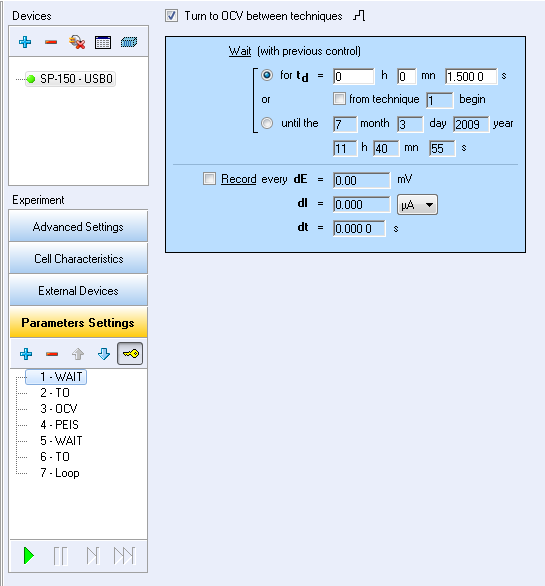 Devices
SP-150 - USB0
Experiment
Advanced Settings
Cell Characteristics
External Devices
Parameters Settings
1 - WAIT
2 - TO
3 - OCV
4 - PEIS
5 - WAIT
6 - TO
7 - Loop
Turn to OCV between techniques
Wait (with previous control)
for td = 0 h 0 mn 1.500 0 s
or from technique 1 begin
until the 7 month 3 day 2009 year
11 h 40 mn 55 s
Record every dE = 0.00 mV
dI = 0.000 µA
dt = 0.000 0 s